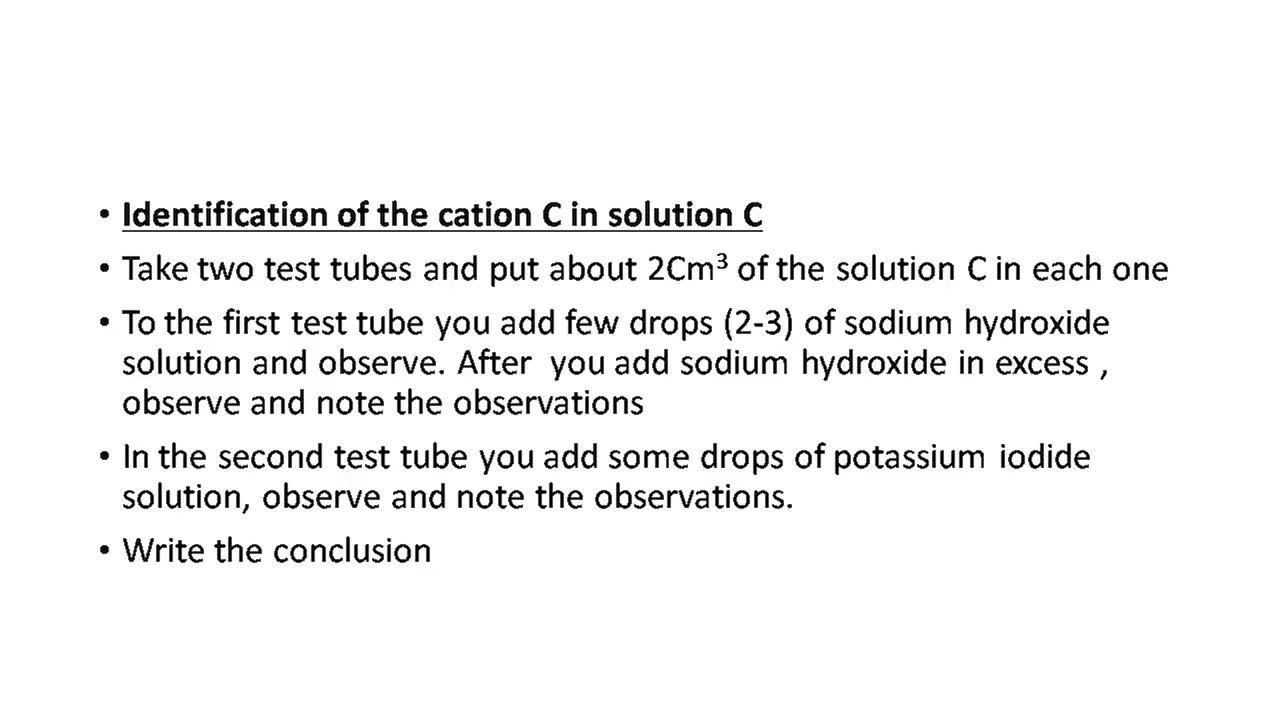 • Identification of the cation C in solution C
• Take two test tubes and put about 2Cm³ of the solution C in each one
• To the first test tube you add few drops (2-3) of sodium hydroxide
solution and observe. After  you add sodium hydroxide in excess ,
observe and note the observations
• In the second test tube you add some drops of potassium iodide
solution, observe and note the observations.
• Write the conclusion